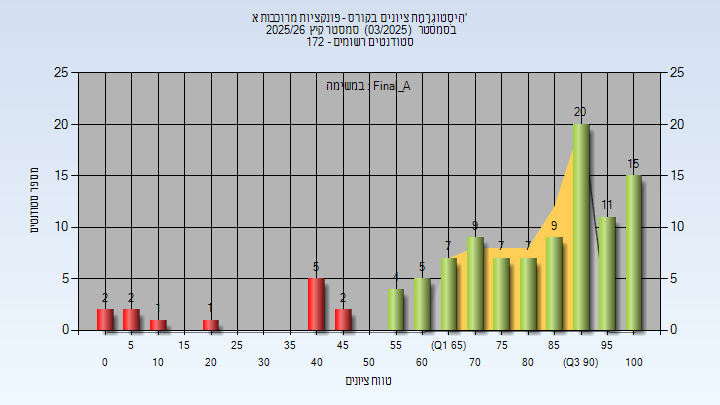 הִיסְטוֹגְרַמַּת ציונים בקורס - פונקציות מרוכבות א'
בסמסטר (03/2025) סמסטר קיץ 2025/26
סטודנטים רשומים - 172
במשימה : Final_A
25 25
20 20
15 15
10 10
5 5
0 0
מספר סטודנטים
2 2 1 1 5 2 4 5 7 9 7 7 9 20 11 15
5 15 25 35 45 55 (Q1 65) 75 85 95
0 10 20 30 40 50 60 70 80 (Q3 90) 100
טווח ציונים